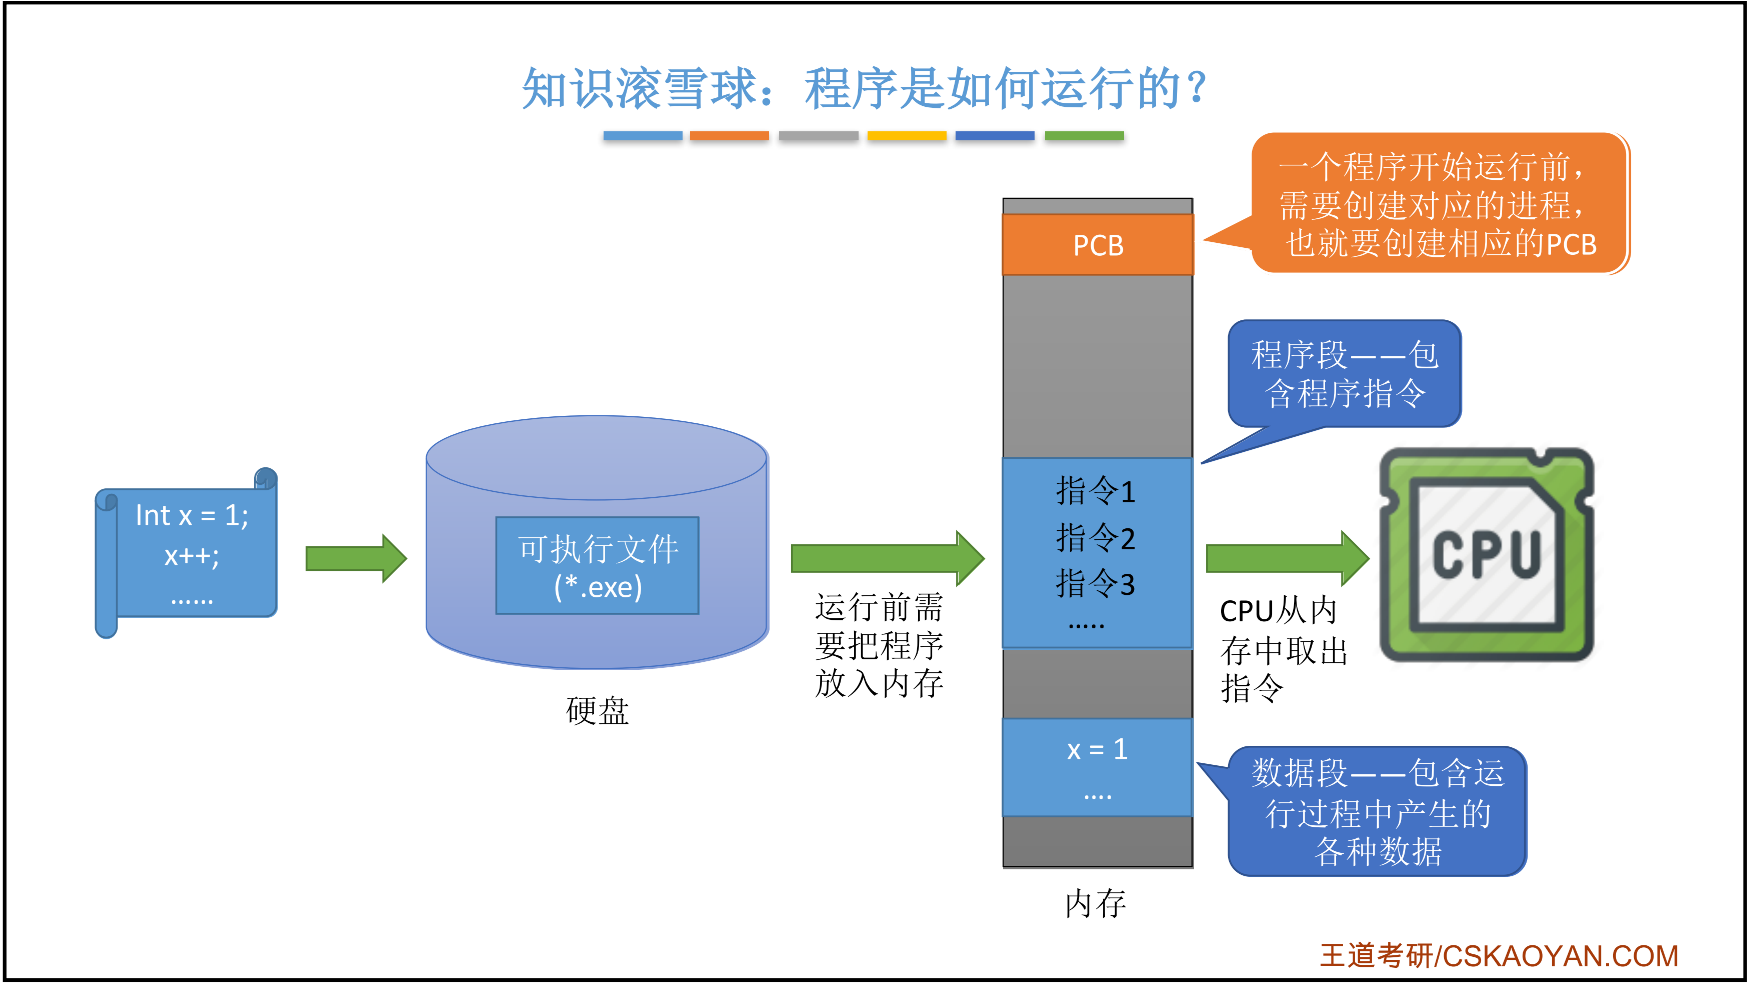 知识滚雪球：程序是如何运行的？
一个程序开始运行前，
需要创建对应的进程，
也就要创建相应的PCB
PCB
程序段——包
含程序指令
Int x = 1;
x++;
……
可执行文件
(*.exe)
硬盘
运行前需
要把程序
放入内存
指令1
指令2
指令3
…..
CPU从内
存中取出
指令
CPU
x = 1
….
数据段——包含运
行过程中产生的
各种数据
内存
王道考研/CSKAOYAN.COM